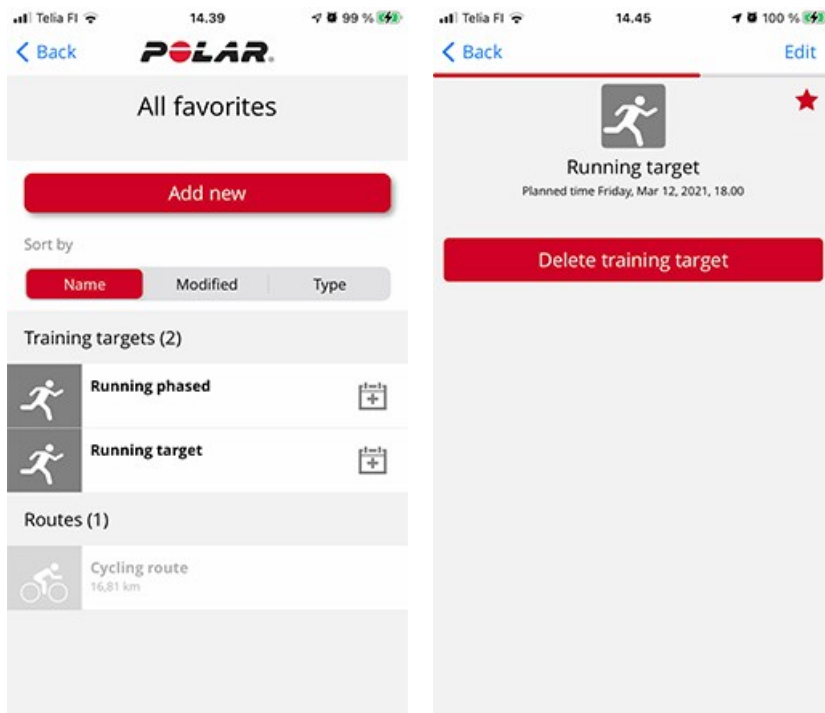 Telia FI 14.39 99 %
Back POLAR.
All favorites
Add new
Sort by
Name Modified Type
Training targets (2)
Running phased
Running target
Routes (1)
Cycling route
16,81 km
Telia FI 14.45 100 %
Back Edit
Running target
Planned time Friday, Mar 12, 2021, 18.00
Delete training target